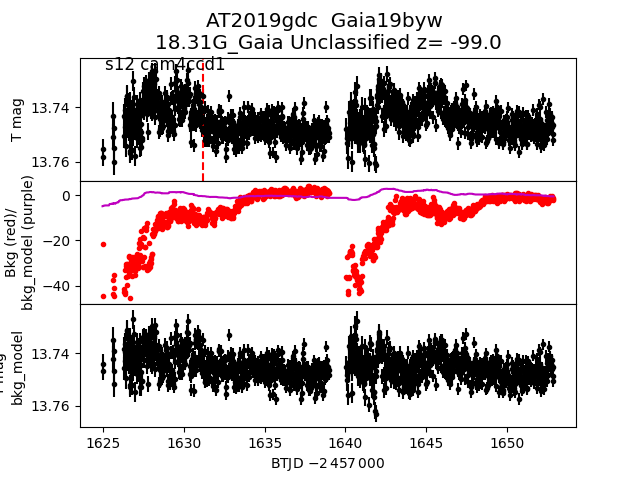 AT2019gdc  Gaia19byw
18.31G_Gaia Unclassified z= -99.0
s12 cam4ccd1
T mag
13.74
13.76
Bkg (red)/
bkg_model (purple)
0
−20
−40
mag
bkg_model
13.74
13.76
1625
1630
1635
1640
1645
1650
BTJD −2 457 000